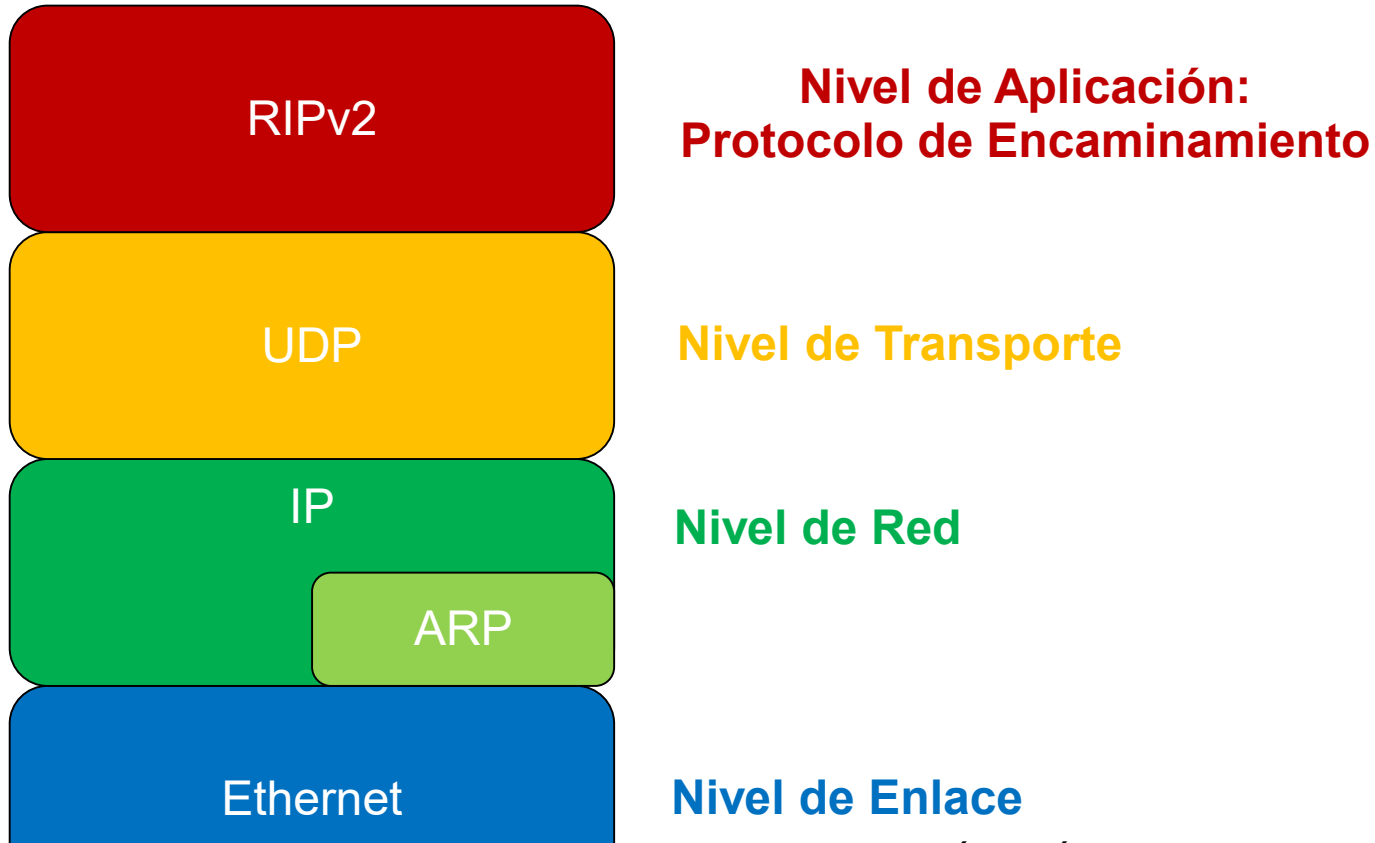 RIPv2
Nivel de Aplicación:
Protocolo de Encaminamiento
UDP
Nivel de Transporte
IP
Nivel de Red
ARP
Ethernet
Nivel de Enlace